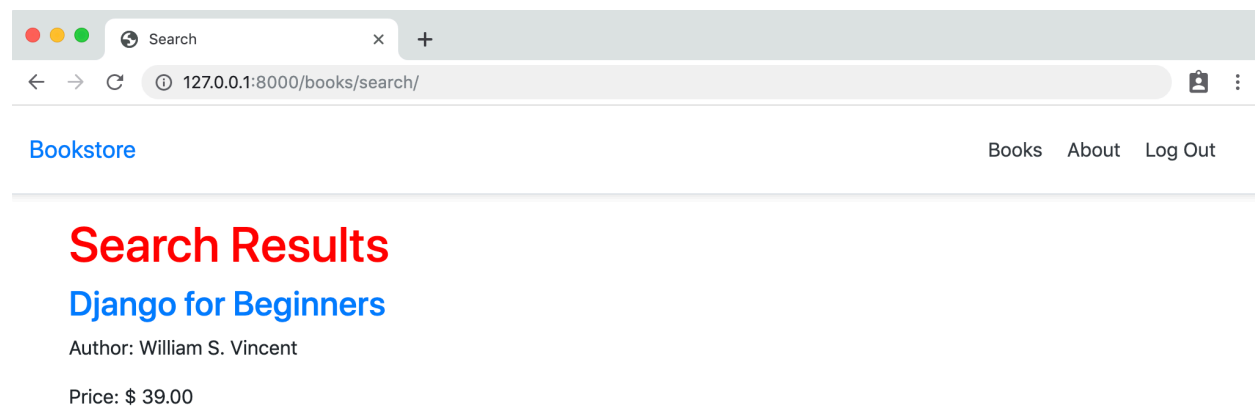 Search
127.0.0.1:8000/books/search/
Bookstore Books About Log Out
Search Results
Django for Beginners
Author: William S. Vincent
Price: $ 39.00